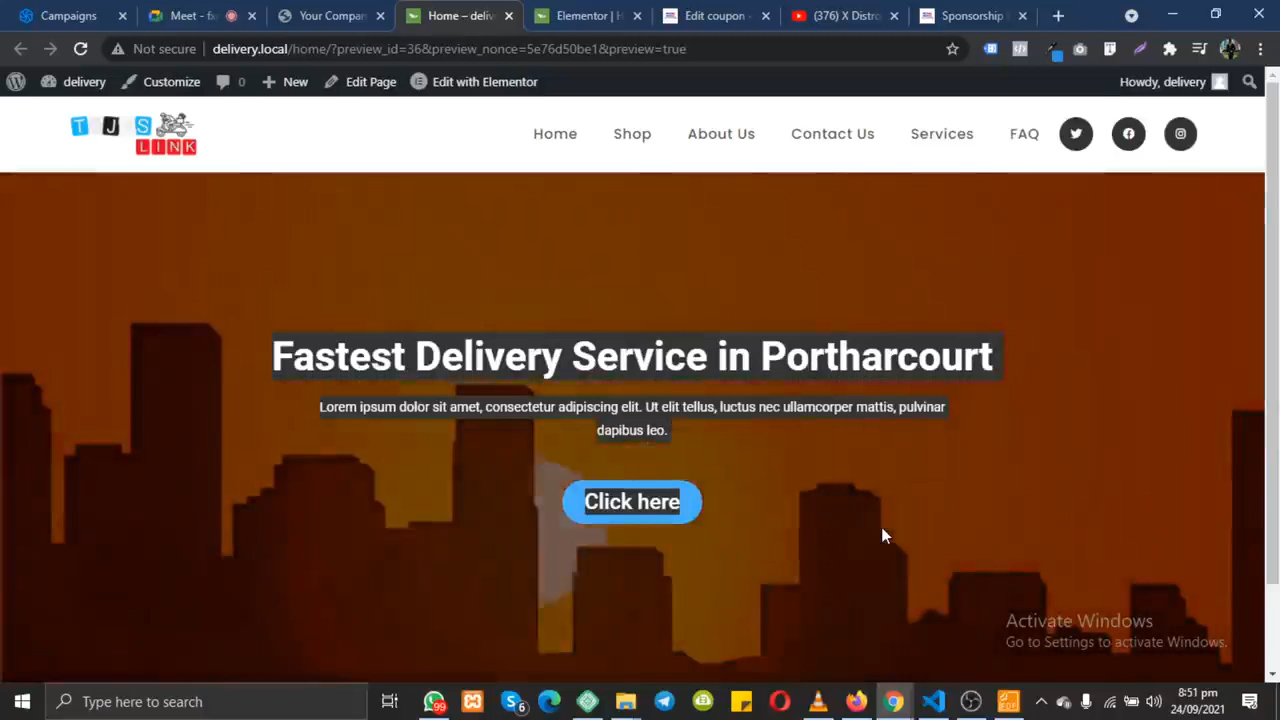 Campaigns
Meet - fx
Your Compan
Home – deliv
Elementor | H
Edit coupon
(376) X Distro
Sponsorship
Not secure
delivery.local/home/?preview_id=36&preview_nonce=5e76d50be1&preview=true
delivery
Customize
0
New
Edit Page
Edit with Elementor
Howdy, delivery
TJS
LINK
Home
Shop
About Us
Contact Us
Services
FAQ
Fastest Delivery Service in Portharcourt
Lorem ipsum dolor sit amet, consectetur adipiscing elit. Ut elit tellus, luctus nec ullamcorper mattis, pulvinar
dapibus leo.
Click here
Activate Windows
Go to Settings to activate Windows.
Type here to search
99
6
8:51 pm
24/09/2021